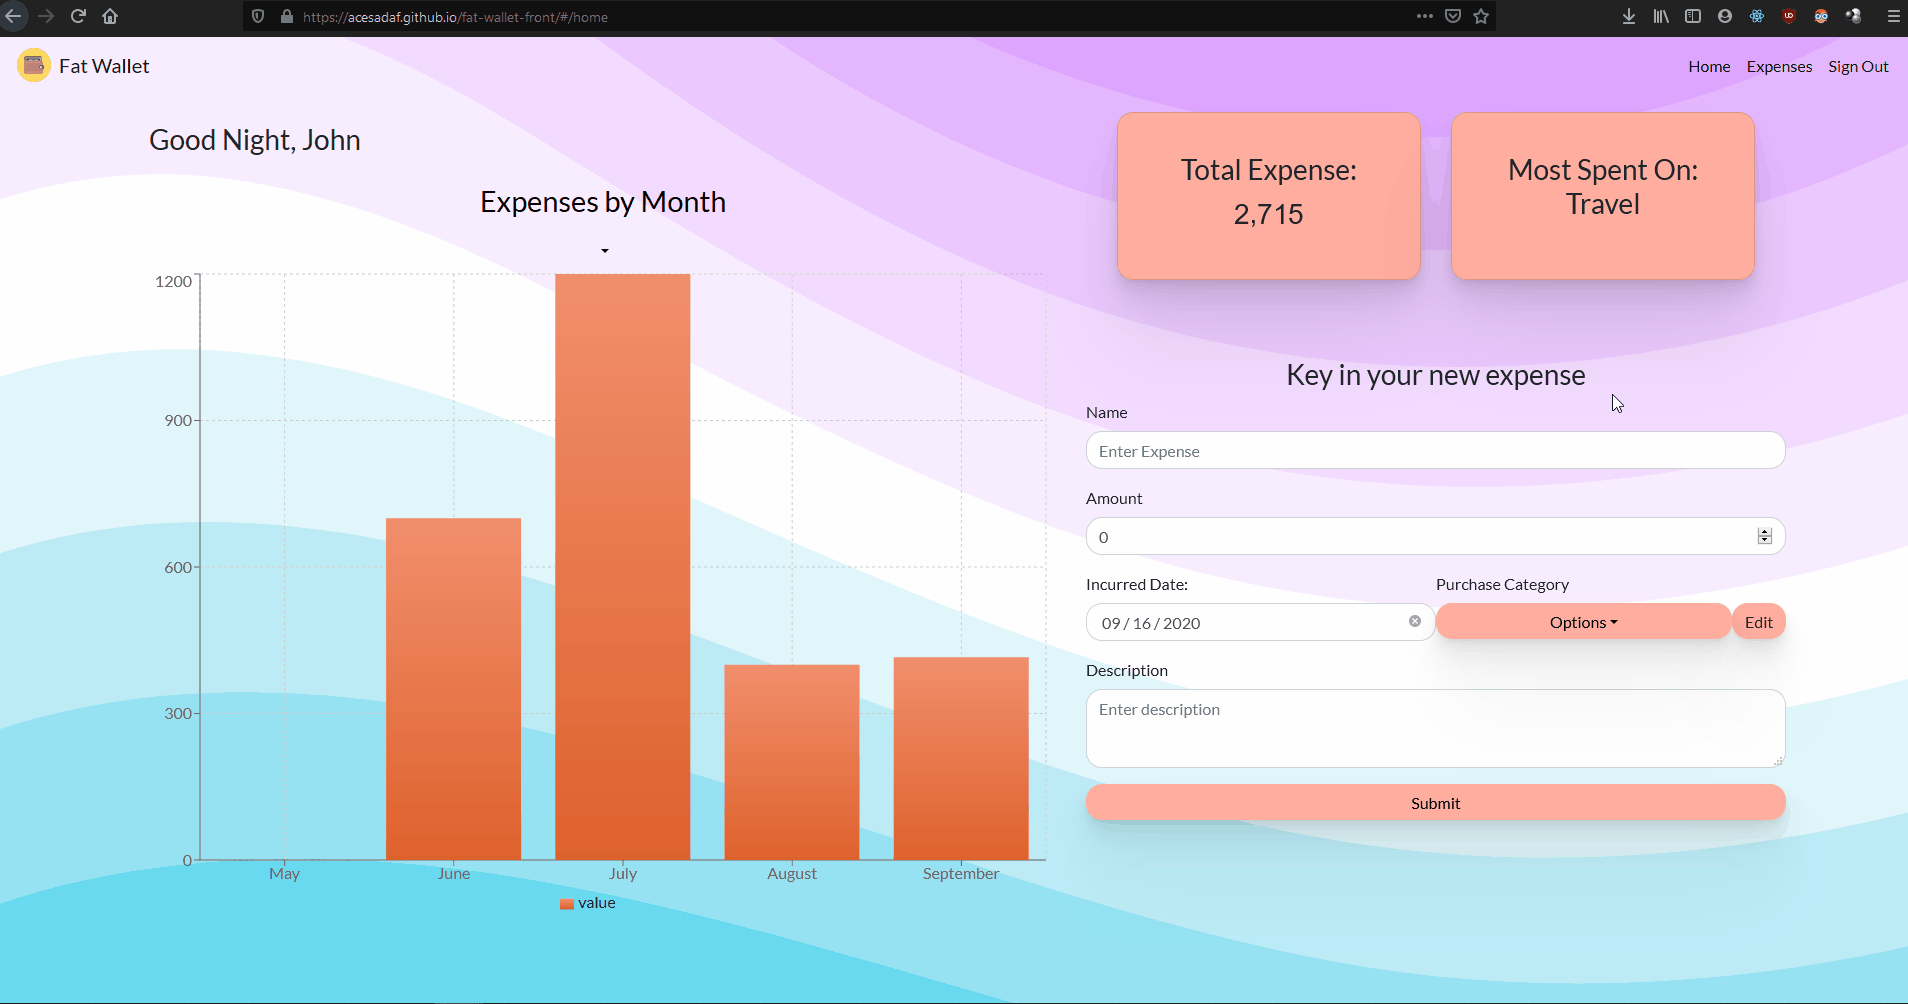 https://acesadaf.github.io/fat-wallet-front/#/home
Fat Wallet
Home Expenses Sign Out
Good Night, John
Expenses by Month
1200
900
600
300
0
May June July August September
value
Total Expense:
2,715
Most Spent On:
Travel
Key in your new expense
Name
Enter Expense
Amount
0
Incurred Date: Purchase Category
09 / 16 / 2020 Options Edit
Description
Enter description
Submit